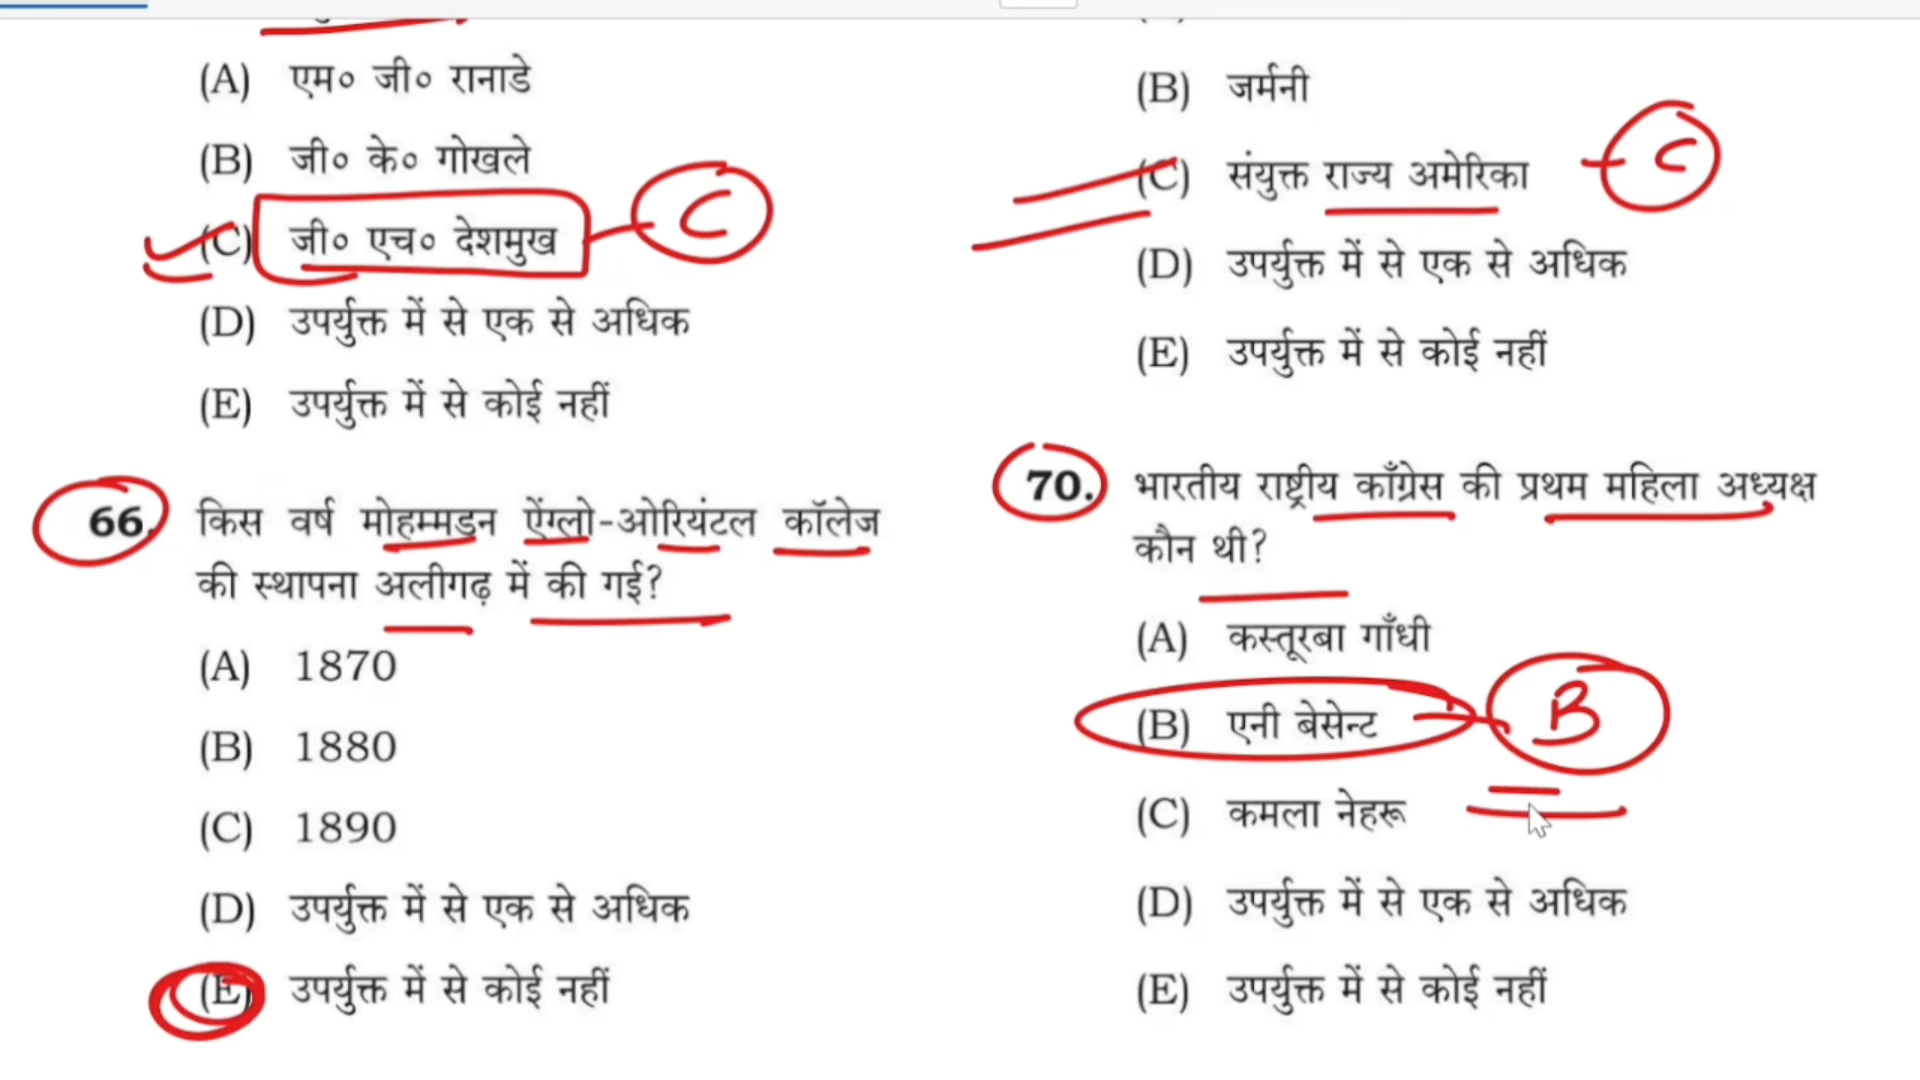 (A) एम० जी० रानाडे
(B) जी० के० गोखले
(C) जी० एच० देशमुख C
(D) उपर्युक्त में से एक से अधिक
(E) उपर्युक्त में से कोई नहीं
66. किस वर्ष मोहम्मडन ऐंग्लो-ओरियंटल कॉलेज
की स्थापना अलीगढ़ में की गई?
(A) 1870
(B) 1880
(C) 1890
(D) उपर्युक्त में से एक से अधिक
(E) उपर्युक्त में से कोई नहीं
(B) जर्मनी
(C) संयुक्त राज्य अमेरिका C
(D) उपर्युक्त में से एक से अधिक
(E) उपर्युक्त में से कोई नहीं
70. भारतीय राष्ट्रीय काँग्रेस की प्रथम महिला अध्यक्ष
कौन थी?
(A) कस्तूरबा गाँधी
(B) एनी बेसेन्ट B
(C) कमला नेहरू
(D) उपर्युक्त में से एक से अधिक
(E) उपर्युक्त में से कोई नहीं